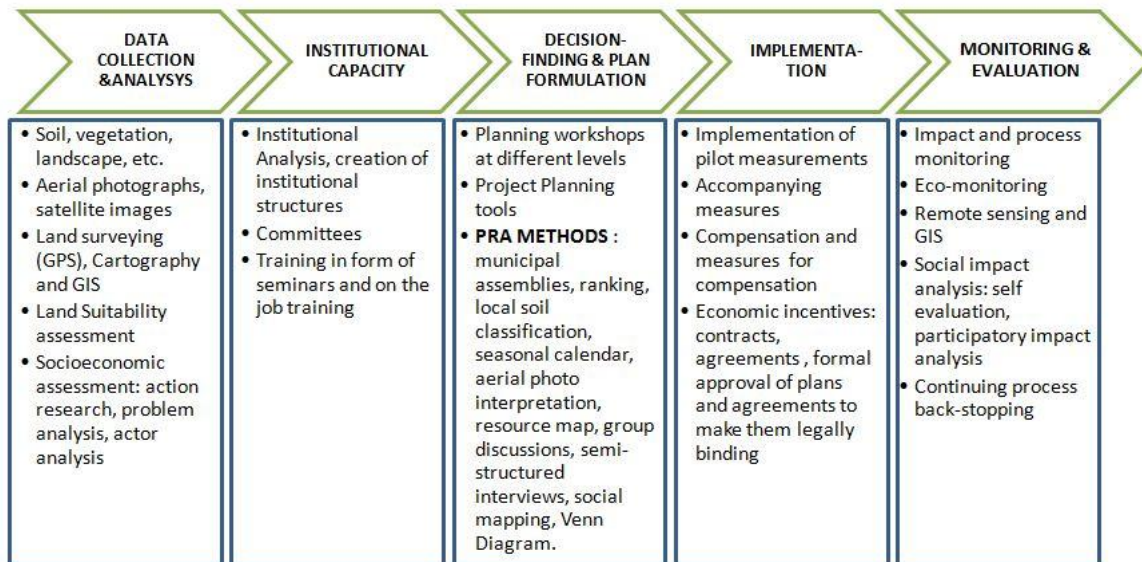 DATA
COLLECTION
&ANALYSYS
INSTITUTIONAL
CAPACITY
DECISION-
FINDING & PLAN
FORMULATION
IMPLEMENTA-
TION
MONITORING &
EVALUATION
• Soil, vegetation,
landscape, etc.
• Aerial photographs,
satellite images
• Land surveying
(GPS), Cartography
and GIS
• Land Suitability
assessment
• Socioeconomic
assessment: action
research, problem
analysis, actor
analysis
• Institutional
Analysis, creation of
institutional
structures
• Committees
• Training in form of
seminars and on the
job training
• Planning workshops
at different levels
• Project Planning
tools
• PRA METHODS :
municipal
assemblies, ranking,
local soil
classification,
seasonal calendar,
aerial photo
interpretation,
resource map, group
discussions, semi-
structured
interviews, social
mapping, Venn
Diagram.
• Implementation of
pilot measurements
• Accompanying
measures
• Compensation and
measures for
compensation
• Economic incentives:
contracts,
agreements , formal
approval of plans
and agreements to
make them legally
binding
• Impact and process
monitoring
• Eco-monitoring
• Remote sensing and
GIS
• Social impact
analysis: self
evaluation,
participatory impact
analysis
• Continuing process
back-stopping